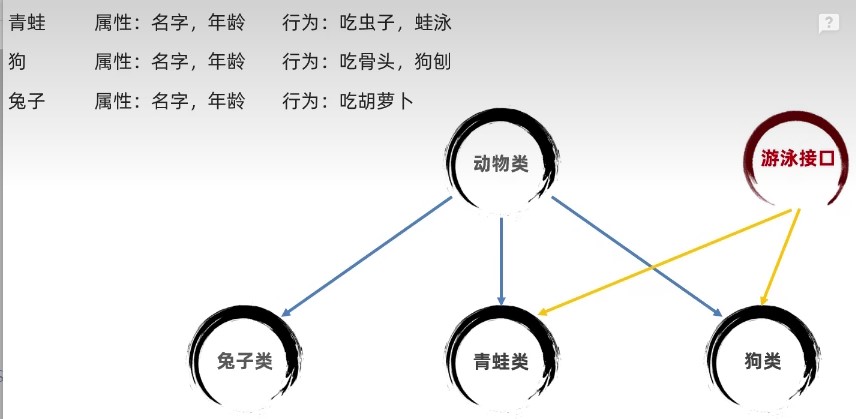 青蛙 属性：名字，年龄 行为：吃虫子，蛙泳
狗 属性：名字，年龄 行为：吃骨头，狗刨
兔子 属性：名字，年龄 行为：吃胡萝卜
动物类 游泳接口
兔子类 青蛙类 狗类